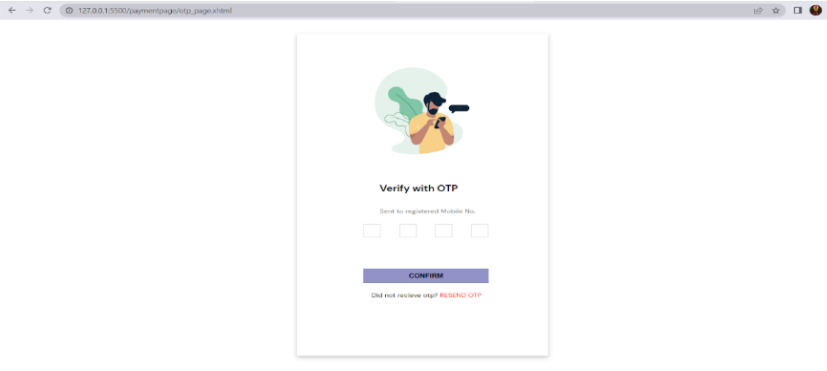 127.0.0.1:5500/paymentpage/otp_page.xhtml
Verify with OTP
Sent to registered Mobile No.
CONFIRM
Did not recieve otp? RESEND OTP